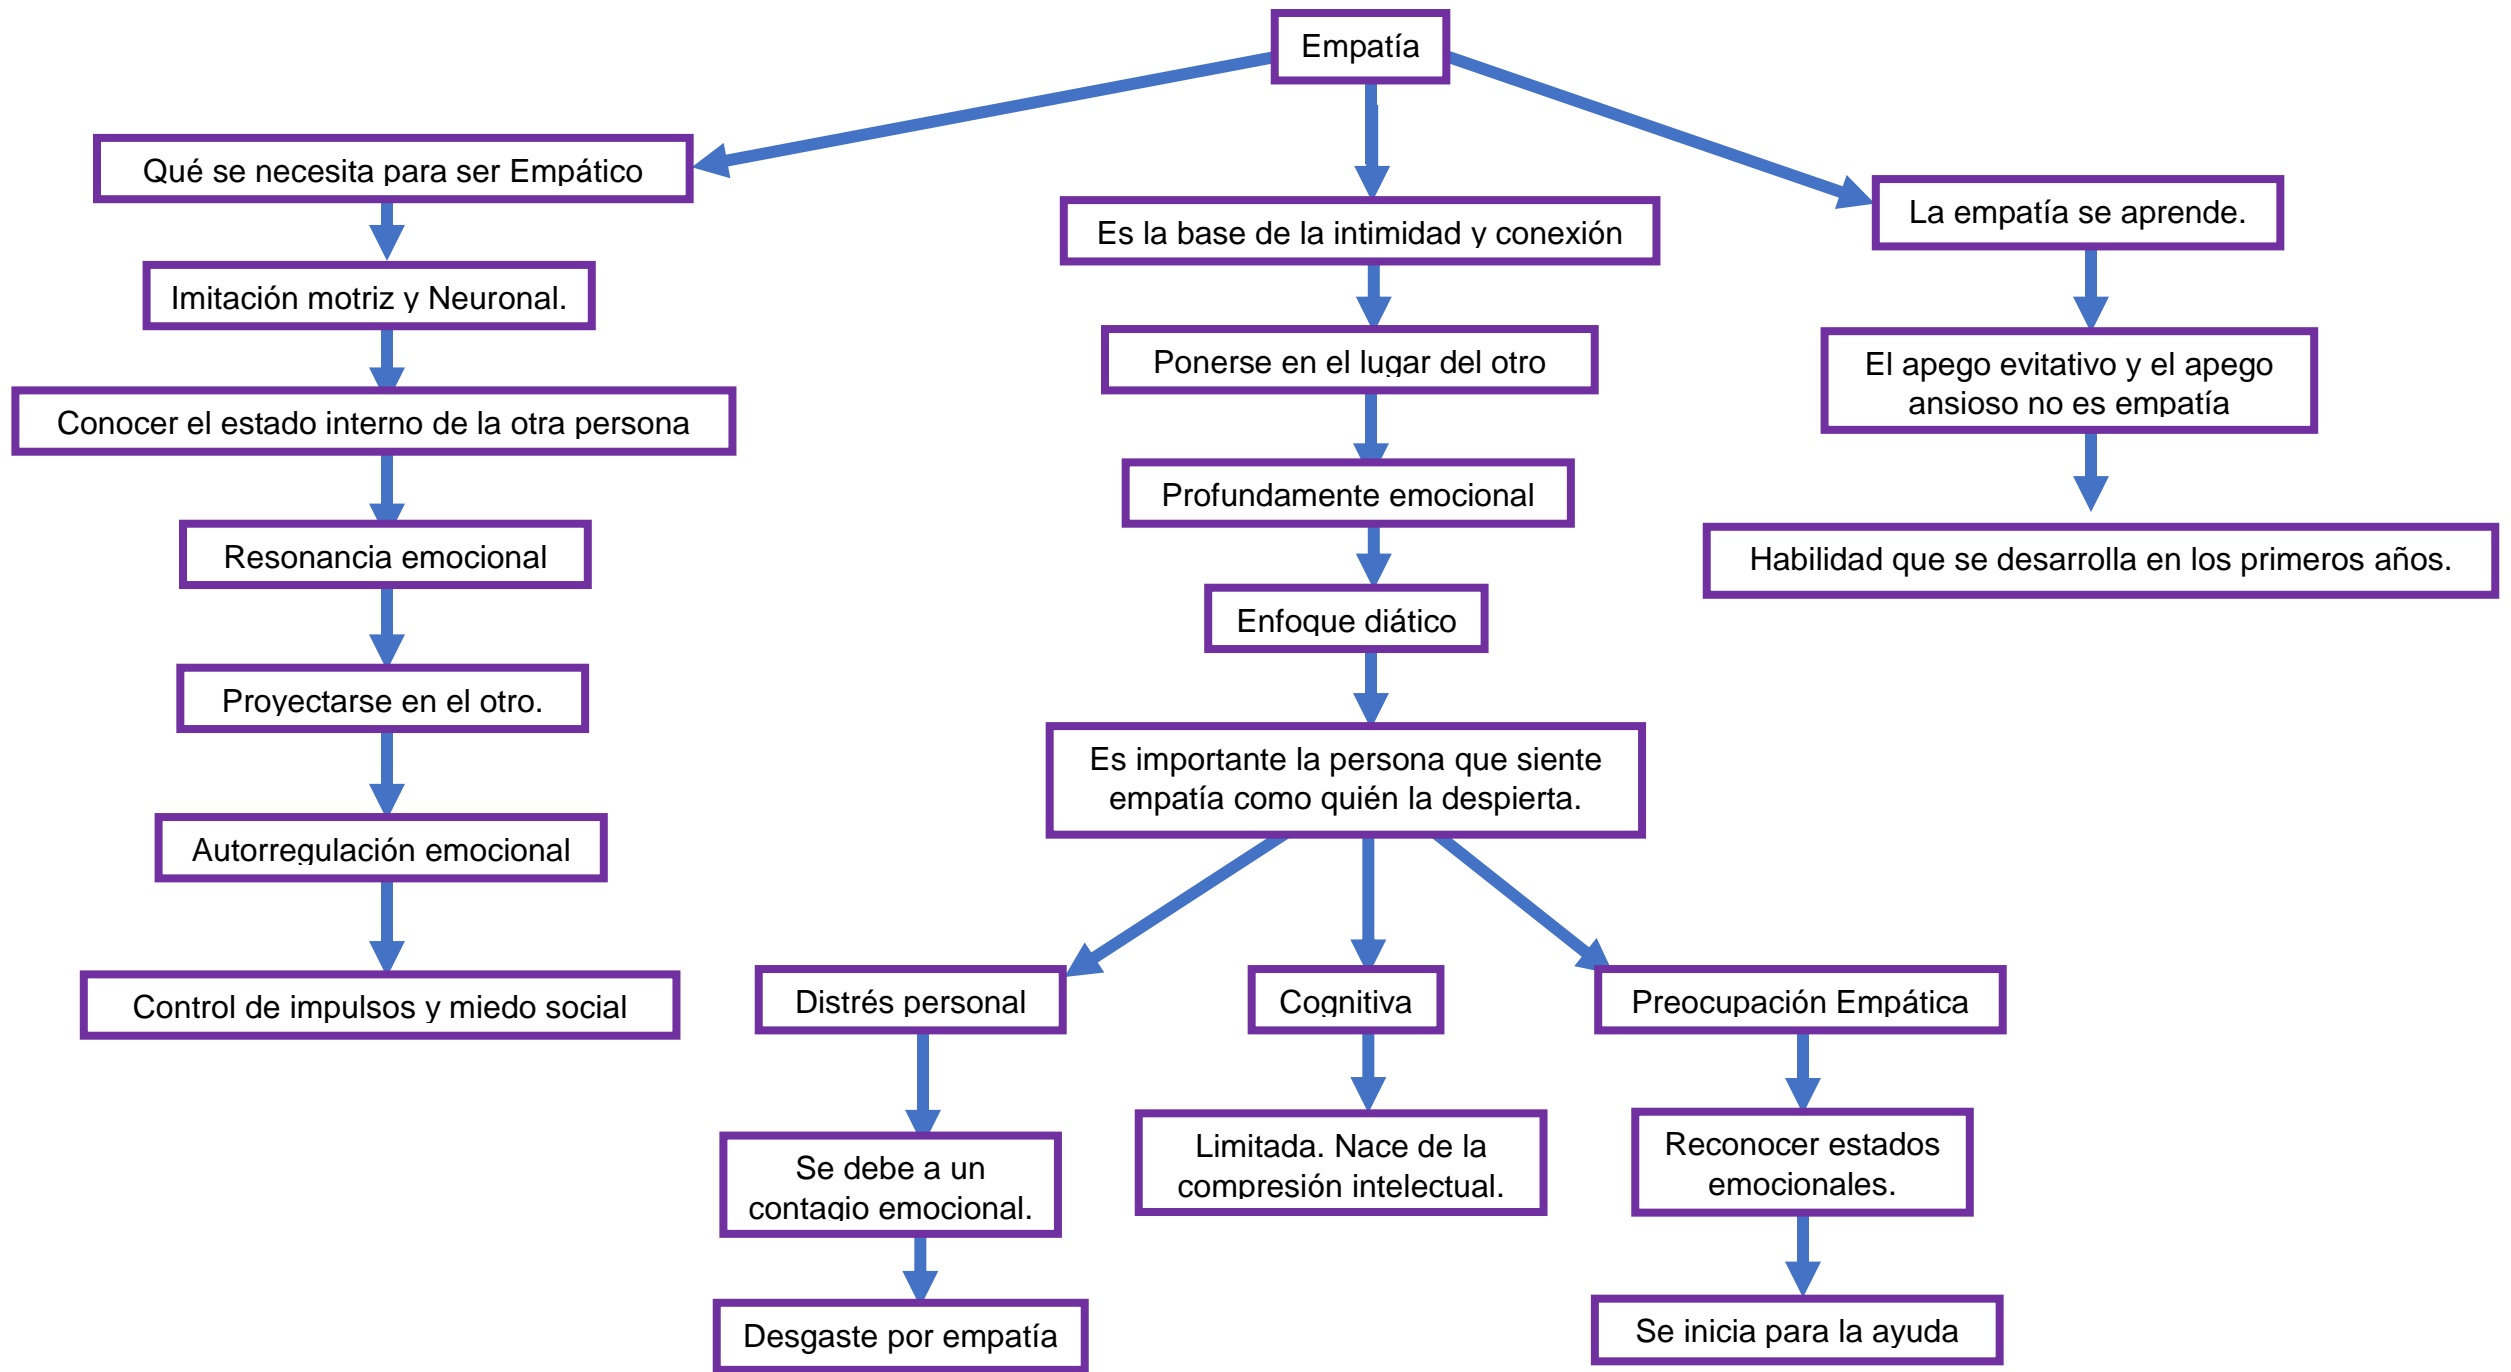 Empatía
Qué se necesita para ser Empático
Imitación motriz y Neuronal.
Conocer el estado interno de la otra persona
Resonancia emocional
Proyectarse en el otro.
Autorregulación emocional
Control de impulsos y miedo social
Es la base de la intimidad y conexión
Ponerse en el lugar del otro
Profundamente emocional
Enfoque diático
Es importante la persona que siente
empatía como quién la despierta.
Distrés personal
Se debe a un
contagio emocional.
Desgaste por empatía
Cognitiva
Limitada. Nace de la
compresión intelectual.
Preocupación Empática
Reconocer estados
emocionales.
Se inicia para la ayuda
La empatía se aprende.
El apego evitativo y el apego
ansioso no es empatía
Habilidad que se desarrolla en los primeros años.